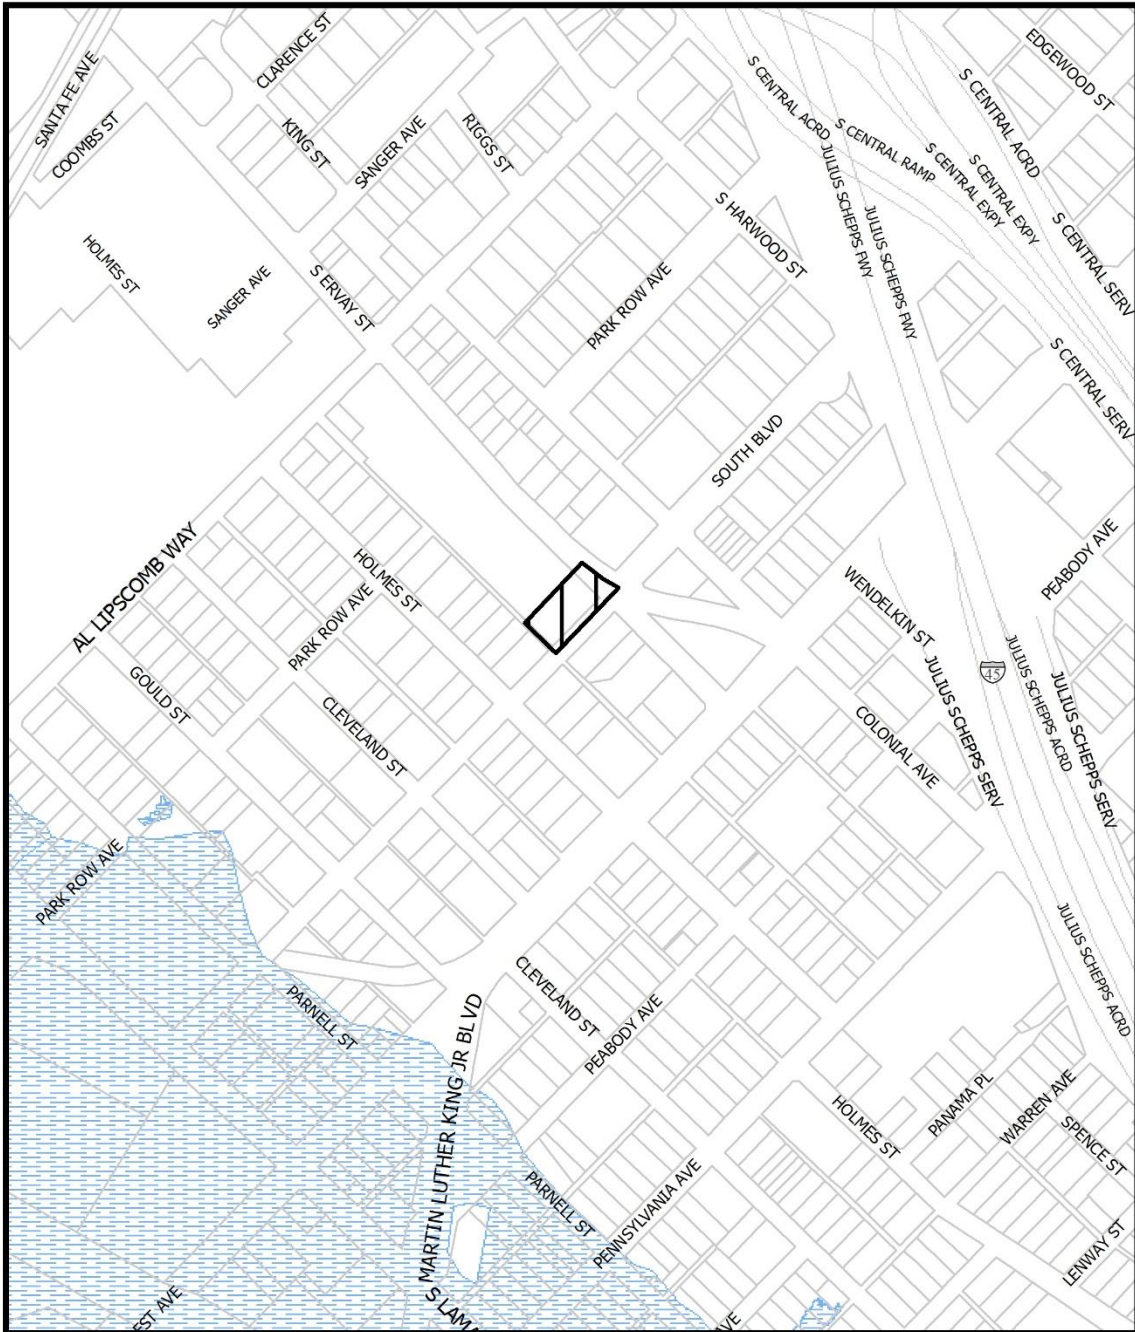 SANTA FE AVE
COOMBS ST
CLARENCE ST
KING ST
SANGER AVE
RIGGS ST
S CENTRAL ACRD
S CENTRAL RAMP
S CENTRAL EXPY
S CENTRAL EXPY
S CENTRAL ACRD
EDGEWOOD ST
HOLMES ST
SANGER AVE
S ERVAY ST
PARK ROW AVE
S HARWOOD ST
JULIUS SCHEPPS FWY
JULIUS SCHEPPS FWY
S CENTRAL SERV
S CENTRAL SERV
SOUTH BLVD
AL LIPSCOMB WAY
HOLMES ST
PARK ROW AVE
GOULD ST
CLEVELAND ST
WENDELKIN ST
PEABODY AVE
45
JULIUS SCHEPPS SERV
JULIUS SCHEPPS ACRD
JULIUS SCHEPPS SERV
COLONIAL AVE
PARK ROW AVE
PARNELL ST
CLEVELAND ST
PEABODY AVE
JULIUS SCHEPPS ACRD
MARTIN LUTHER KING JR BLVD
HOLMES ST
PANAMA PL
WARREN AVE
SPENCE ST
PARNELL ST
PENNSYLVANIA AVE
LENWAY ST
EST AVE
S LAMA
VE